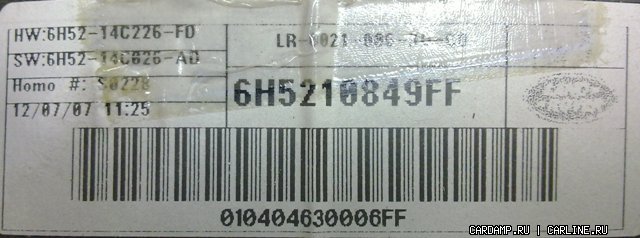 HW:6H52-14C226-FD
SW:6H52-14C026-AD
Homo #: S0228
12/07/07 11:25
6H5210849FF
010404630006FF
CARDAMP.RU | CARLINE.RU